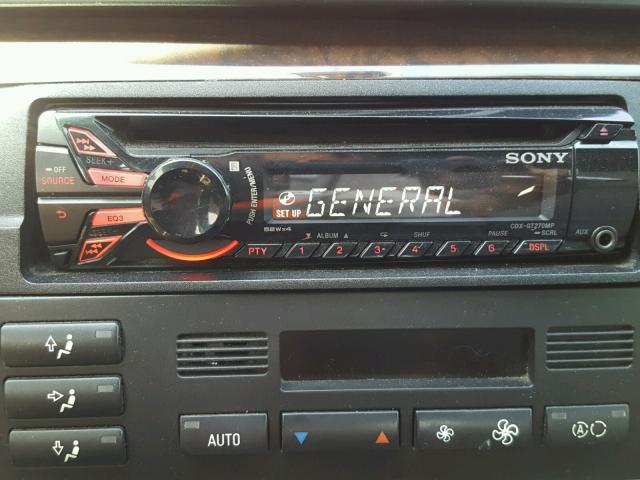 SONY
SEEK+
OFF
SOURCE
MODE
PUSH ENTER/MENU
SET UP
GENERAL
EQ3
52W×4
CDX-GT270MP
ALBUM
SHUF
PAUSE
SCRL
AUX
PTY 1 2 3 4 5 6 DSPL
AUTO
A